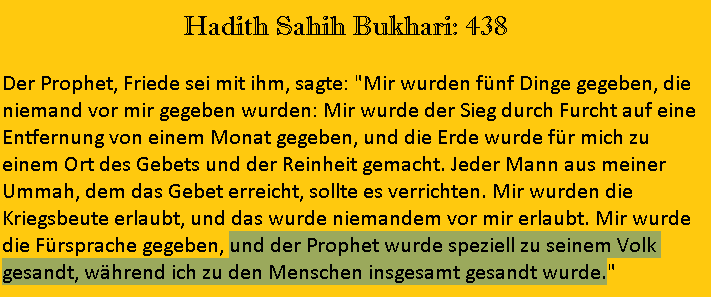 Hadith Sahih Bukhari: 438
Der Prophet, Friede sei mit ihm, sagte: "Mir wurden fünf Dinge gegeben, die
niemand vor mir gegeben wurden: Mir wurde der Sieg durch Furcht auf eine
Entfernung von einem Monat gegeben, und die Erde wurde für mich zu
einem Ort des Gebets und der Reinheit gemacht. Jeder Mann aus meiner
Ummah, dem das Gebet erreicht, sollte es verrichten. Mir wurden die
Kriegsbeute erlaubt, und das wurde niemandem vor mir erlaubt. Mir wurde
die Fürsprache gegeben, und der Prophet wurde speziell zu seinem Volk
gesandt, während ich zu den Menschen insgesamt gesandt wurde."